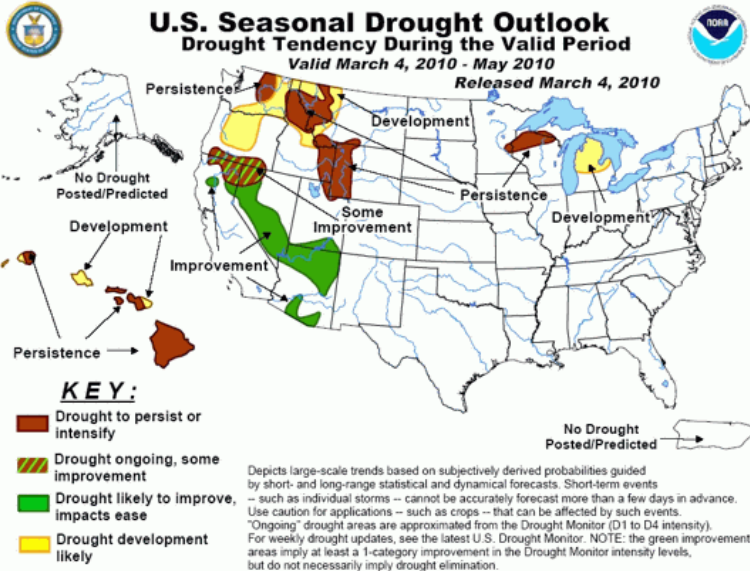 U.S. Seasonal Drought Outlook
Drought Tendency During the Valid Period
Valid March 4, 2010 - May 2010
Released March 4, 2010
NOAA
Persistence
Development
No Drought
Posted/Predicted
Persistence
Development
Some
Improvement
Development
Improvement
Persistence
KEY:
Drought to persist or
intensify
Drought ongoing, some
improvement
Drought likely to improve,
impacts ease
Drought development
likely
No Drought
Posted/Predicted
Depicts large-scale trends based on subjectively derived probabilities guided
by short- and long-range statistical and dynamical forecasts. Short-term events
-- such as individual storms -- cannot be accurately forecast more than a few days in advance.
Use caution for applications -- such as crops -- that can be affected by such events.
"Ongoing" drought areas are approximated from the Drought Monitor (D1 to D4 intensity).
For weekly drought updates, see the latest U.S. Drought Monitor. NOTE: the green improvement
areas imply at least a 1-category improvement in the Drought Monitor intensity levels,
but do not necessarily imply drought elimination.